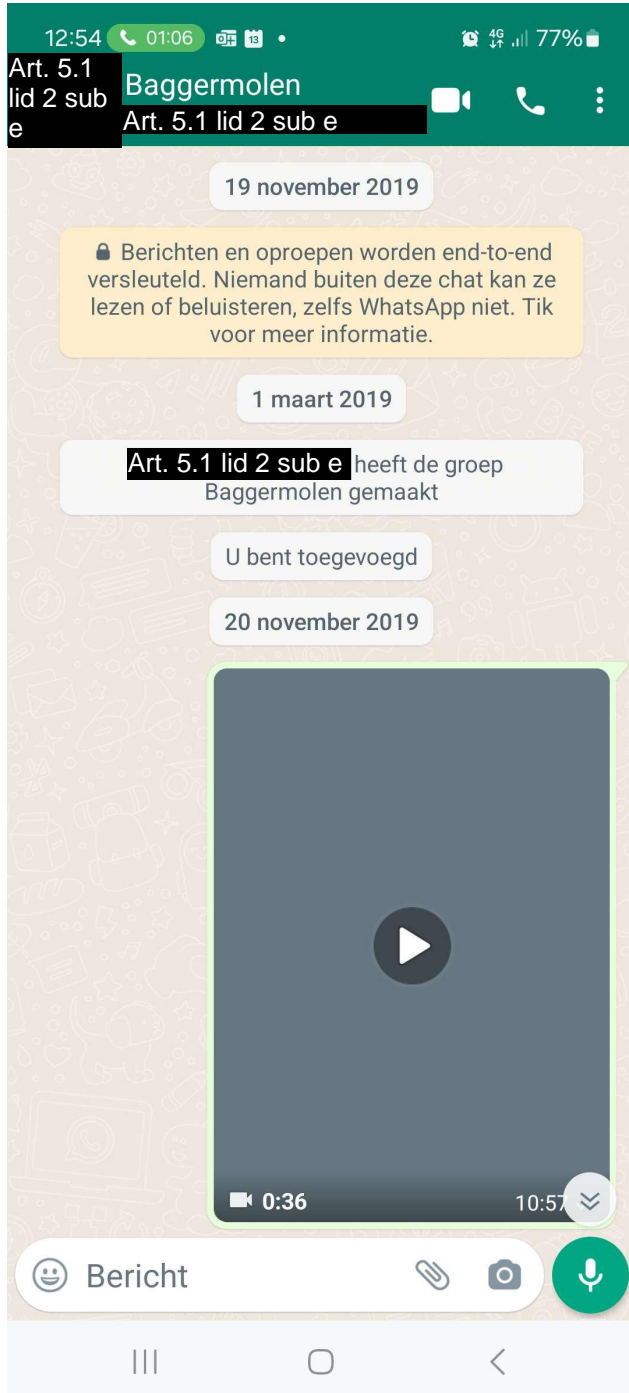 12:54 01:06 13 4G 77%
Art. 5.1
lid 2 sub
e
Baggermolen
Art. 5.1 lid 2 sub e
19 november 2019
Berichten en oproepen worden end-to-end
versleuteld. Niemand buiten deze chat kan ze
lezen of beluisteren, zelfs WhatsApp niet. Tik
voor meer informatie.
1 maart 2019
Art. 5.1 lid 2 sub e heeft de groep
Baggermolen gemaakt
U bent toegevoegd
20 november 2019
0:36 10:57
Bericht